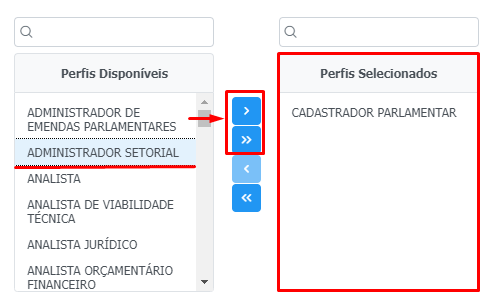 Perfis Disponíveis
ADMINISTRADOR DE
EMENDAS PARLAMENTARES
ADMINISTRADOR SETORIAL
ANALISTA
ANALISTA DE VIABILIDADE
TÉCNICA
ANALISTA JURÍDICO
ANALISTA ORÇAMENTÁRIO
FINANCEIRO
Perfis Selecionados
CADASTRADOR PARLAMENTAR